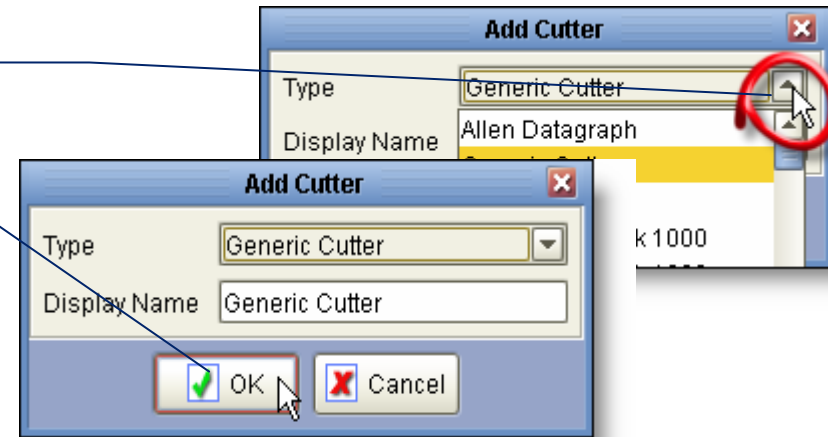 Add Cutter
Type Generic Cutter
Display Name Allen Datagraph
k 1000
Add Cutter
Type Generic Cutter
Display Name Generic Cutter
OK Cancel